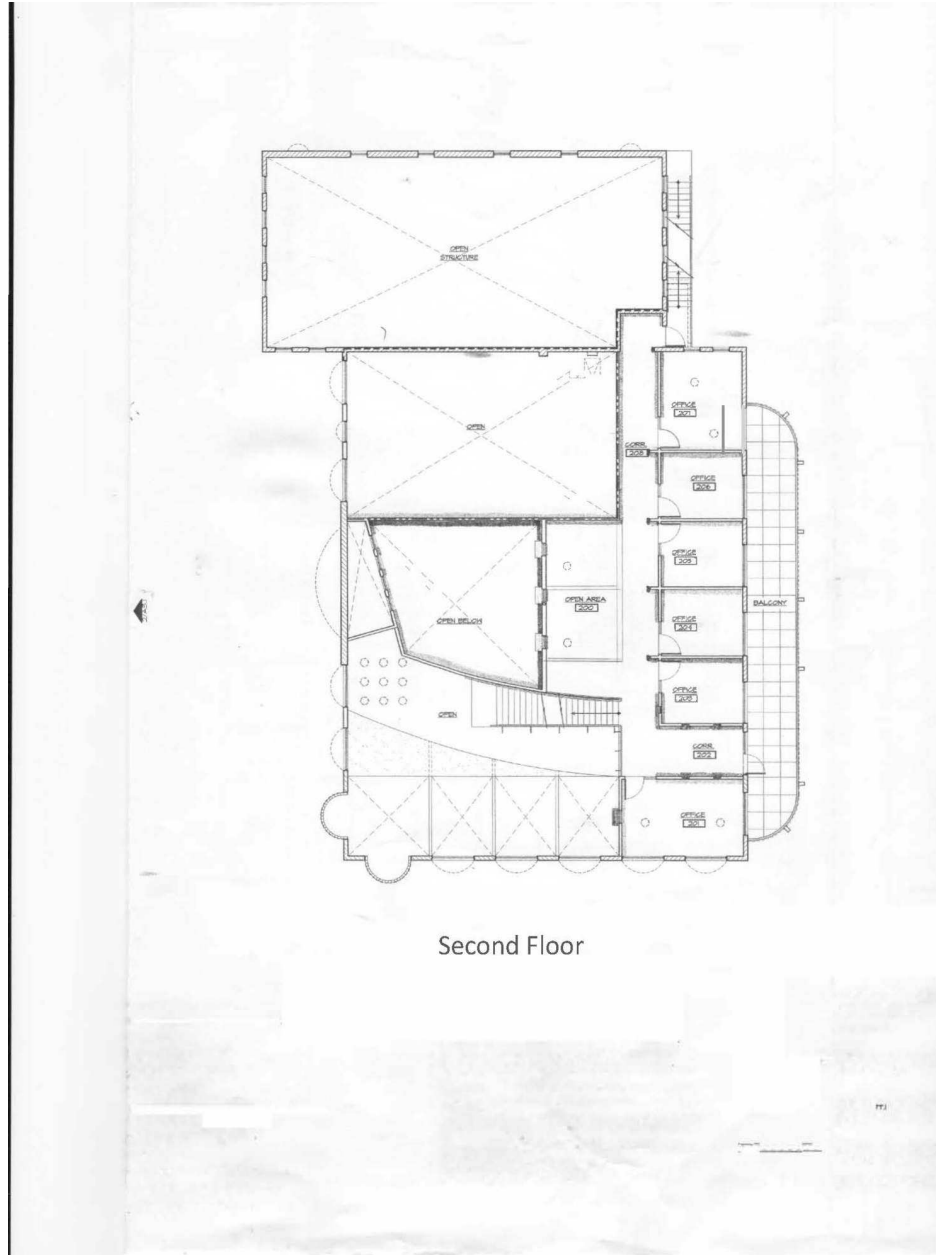 OPEN
STRUCTURE
OFFICE
207
OPEN
CORR.
208
OFFICE
206
OFFICE
205
OPEN AREA
200
BALCONY
OFFICE
204
OPEN BELOW
OFFICE
203
OPEN
CORR.
202
OFFICE
201
Second Floor